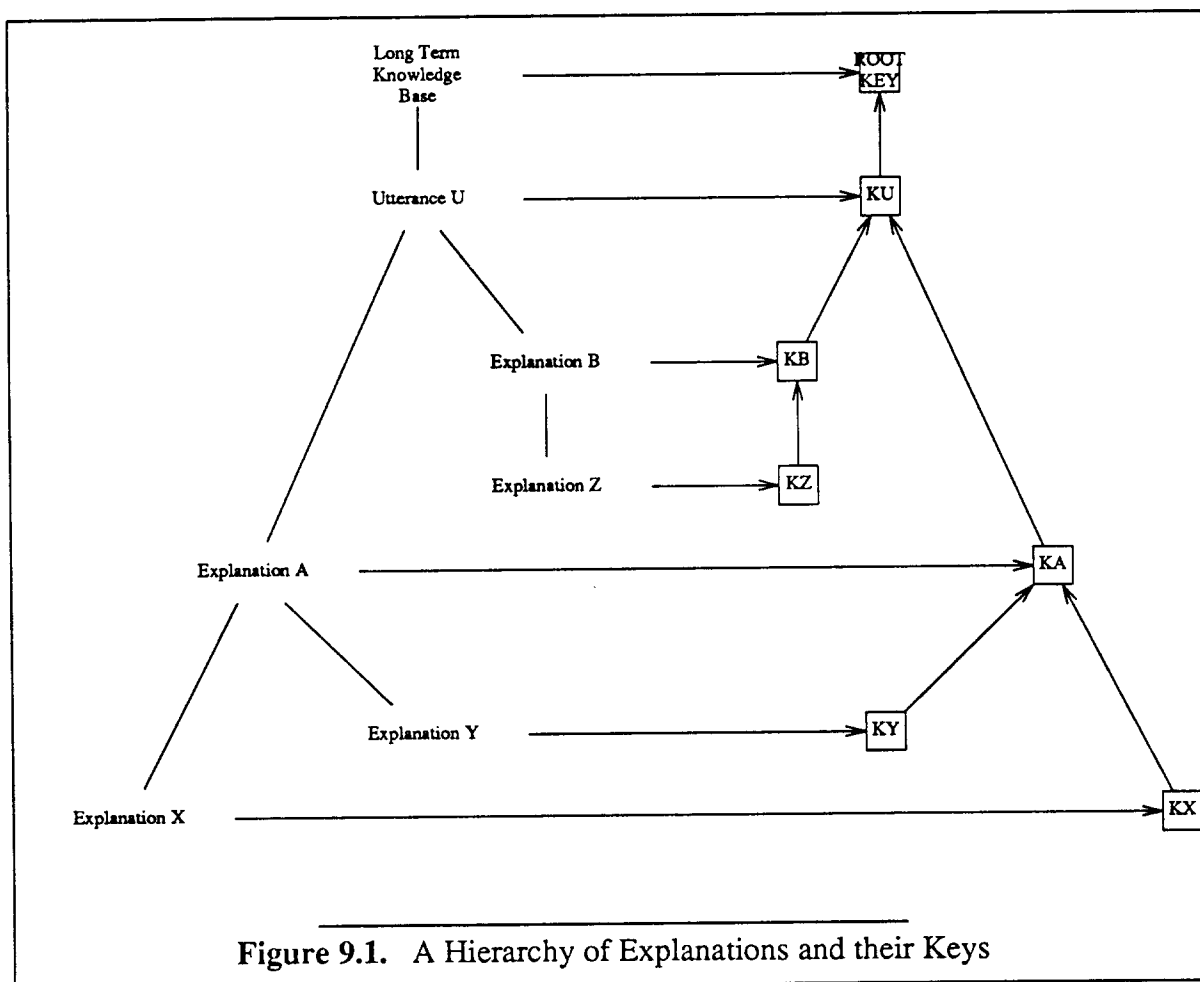 Long Term
Knowledge
Base
ROOT
KEY
Utterance U
KU
Explanation B
KB
Explanation Z
KZ
Explanation A
KA
Explanation Y
KY
Explanation X
KX
Figure 9.1. A Hierarchy of Explanations and their Keys